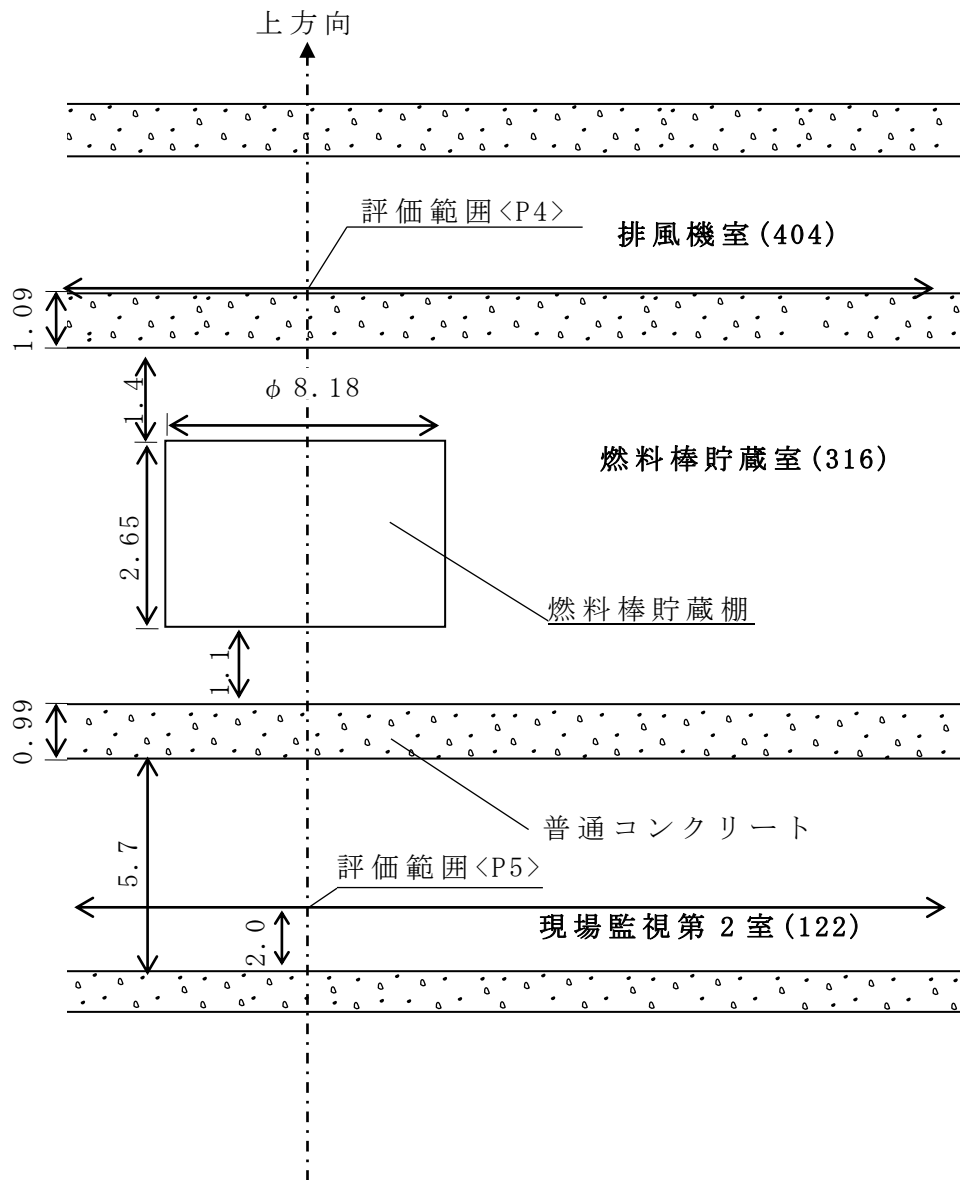 上方向
評価範囲<P4>
排風機室(404)
1.09
1.4
φ 8.18
燃料棒貯蔵室(316)
2.65
燃料棒貯蔵棚
1.1
0.99
普通コンクリート
5.7
評価範囲<P5>
2.0
現場監視第 2 室(122)